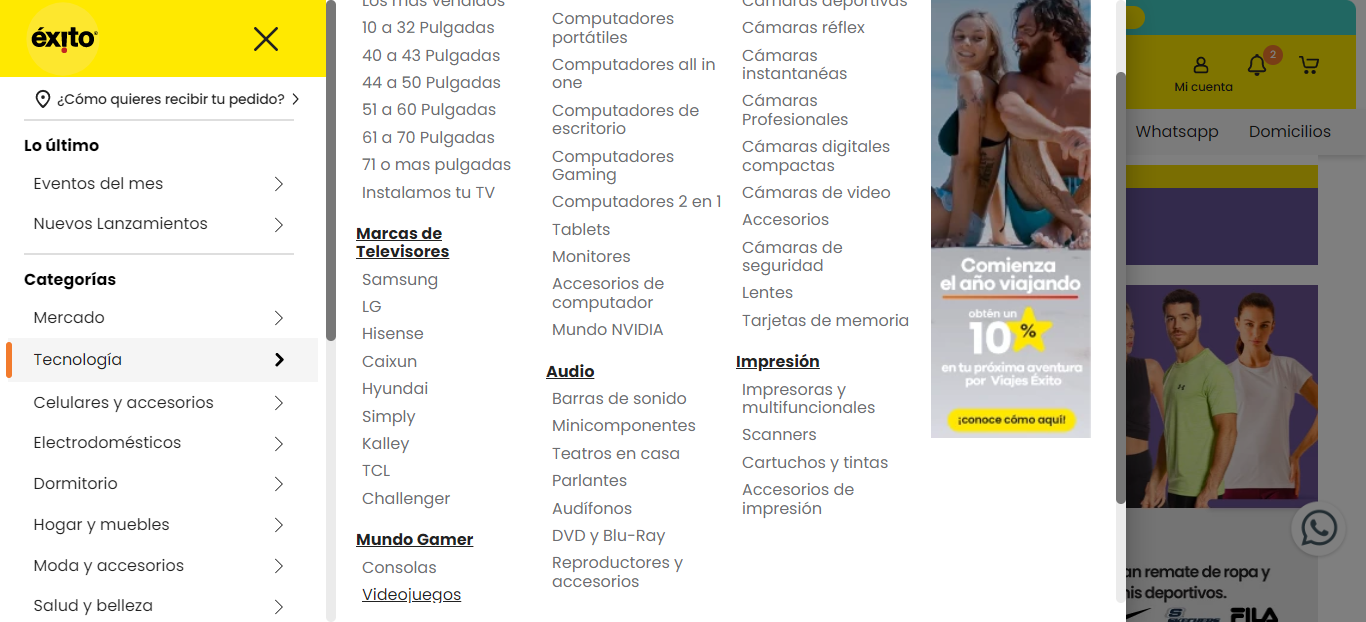 éxito
¿Cómo quieres recibir tu pedido?
Lo último
Eventos del mes
Nuevos Lanzamientos
Categorías
Mercado
Tecnología
Celulares y accesorios
Electrodomésticos
Dormitorio
Hogar y muebles
Moda y accesorios
Salud y belleza
Los más vendidos
10 a 32 Pulgadas
40 a 43 Pulgadas
44 a 50 Pulgadas
51 a 60 Pulgadas
61 a 70 Pulgadas
71 o mas pulgadas
Instalamos tu TV
Marcas de
Televisores
Samsung
LG
Hisense
Caixun
Hyundai
Simply
Kalley
TCL
Challenger
Mundo Gamer
Consolas
Videojuegos
Computadores
portátiles
Computadores all in
one
Computadores de
escritorio
Computadores
Gaming
Computadores 2 en 1
Tablets
Monitores
Accesorios de
computador
Mundo NVIDIA
Audio
Barras de sonido
Minicomponentes
Teatros en casa
Parlantes
Audífonos
DVD y Blu-Ray
Reproductores y
accesorios
Cámaras deportivas
Cámaras réflex
Cámaras
instantanéas
Cámaras
Profesionales
Cámaras digitales
compactas
Cámaras de video
Accesorios
Cámaras de
seguridad
Lentes
Tarjetas de memoria
Impresión
Impresoras y
multifuncionales
Scanners
Cartuchos y tintas
Accesorios de
impresión
Comienza
el año viajando
obtén un
10%
en tu próxima aventura
por Viajes Éxito
¡conoce cómo aquí!
2
Mi cuenta
Whatsapp
Domicilios
an remate de ropa y
nis deportivos.
SKECHERS
FILA